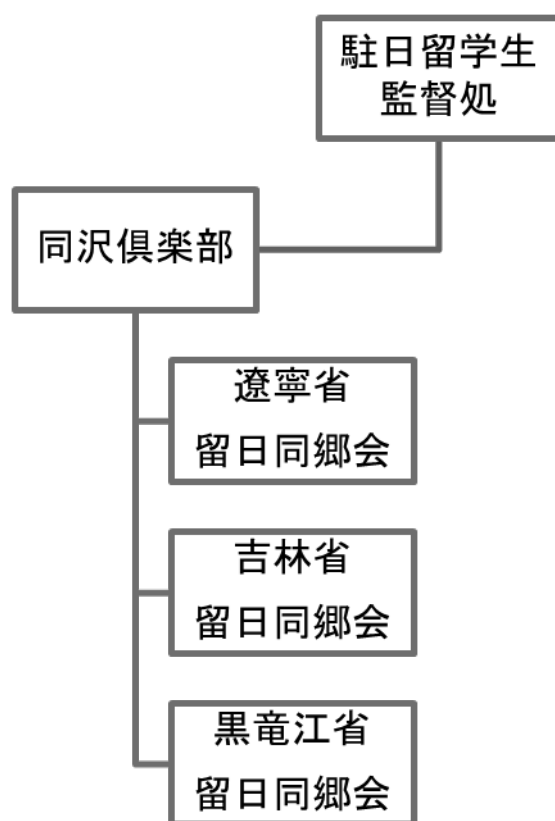 駐日留学生
監督処
同沢倶楽部
遼寧省
留日同郷会
吉林省
留日同郷会
黒竜江省
留日同郷会